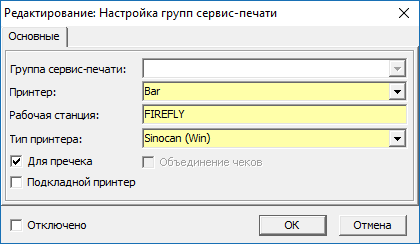 Редактирование: Настройка групп сервис-печати
Основные
Группа сервис-печати:
Принтер: Bar
Рабочая станция: FIREFLY
Тип принтера: Sinocan (Win)
Для пречека Объединение чеков
Подкладной принтер
Отключено OK Отмена